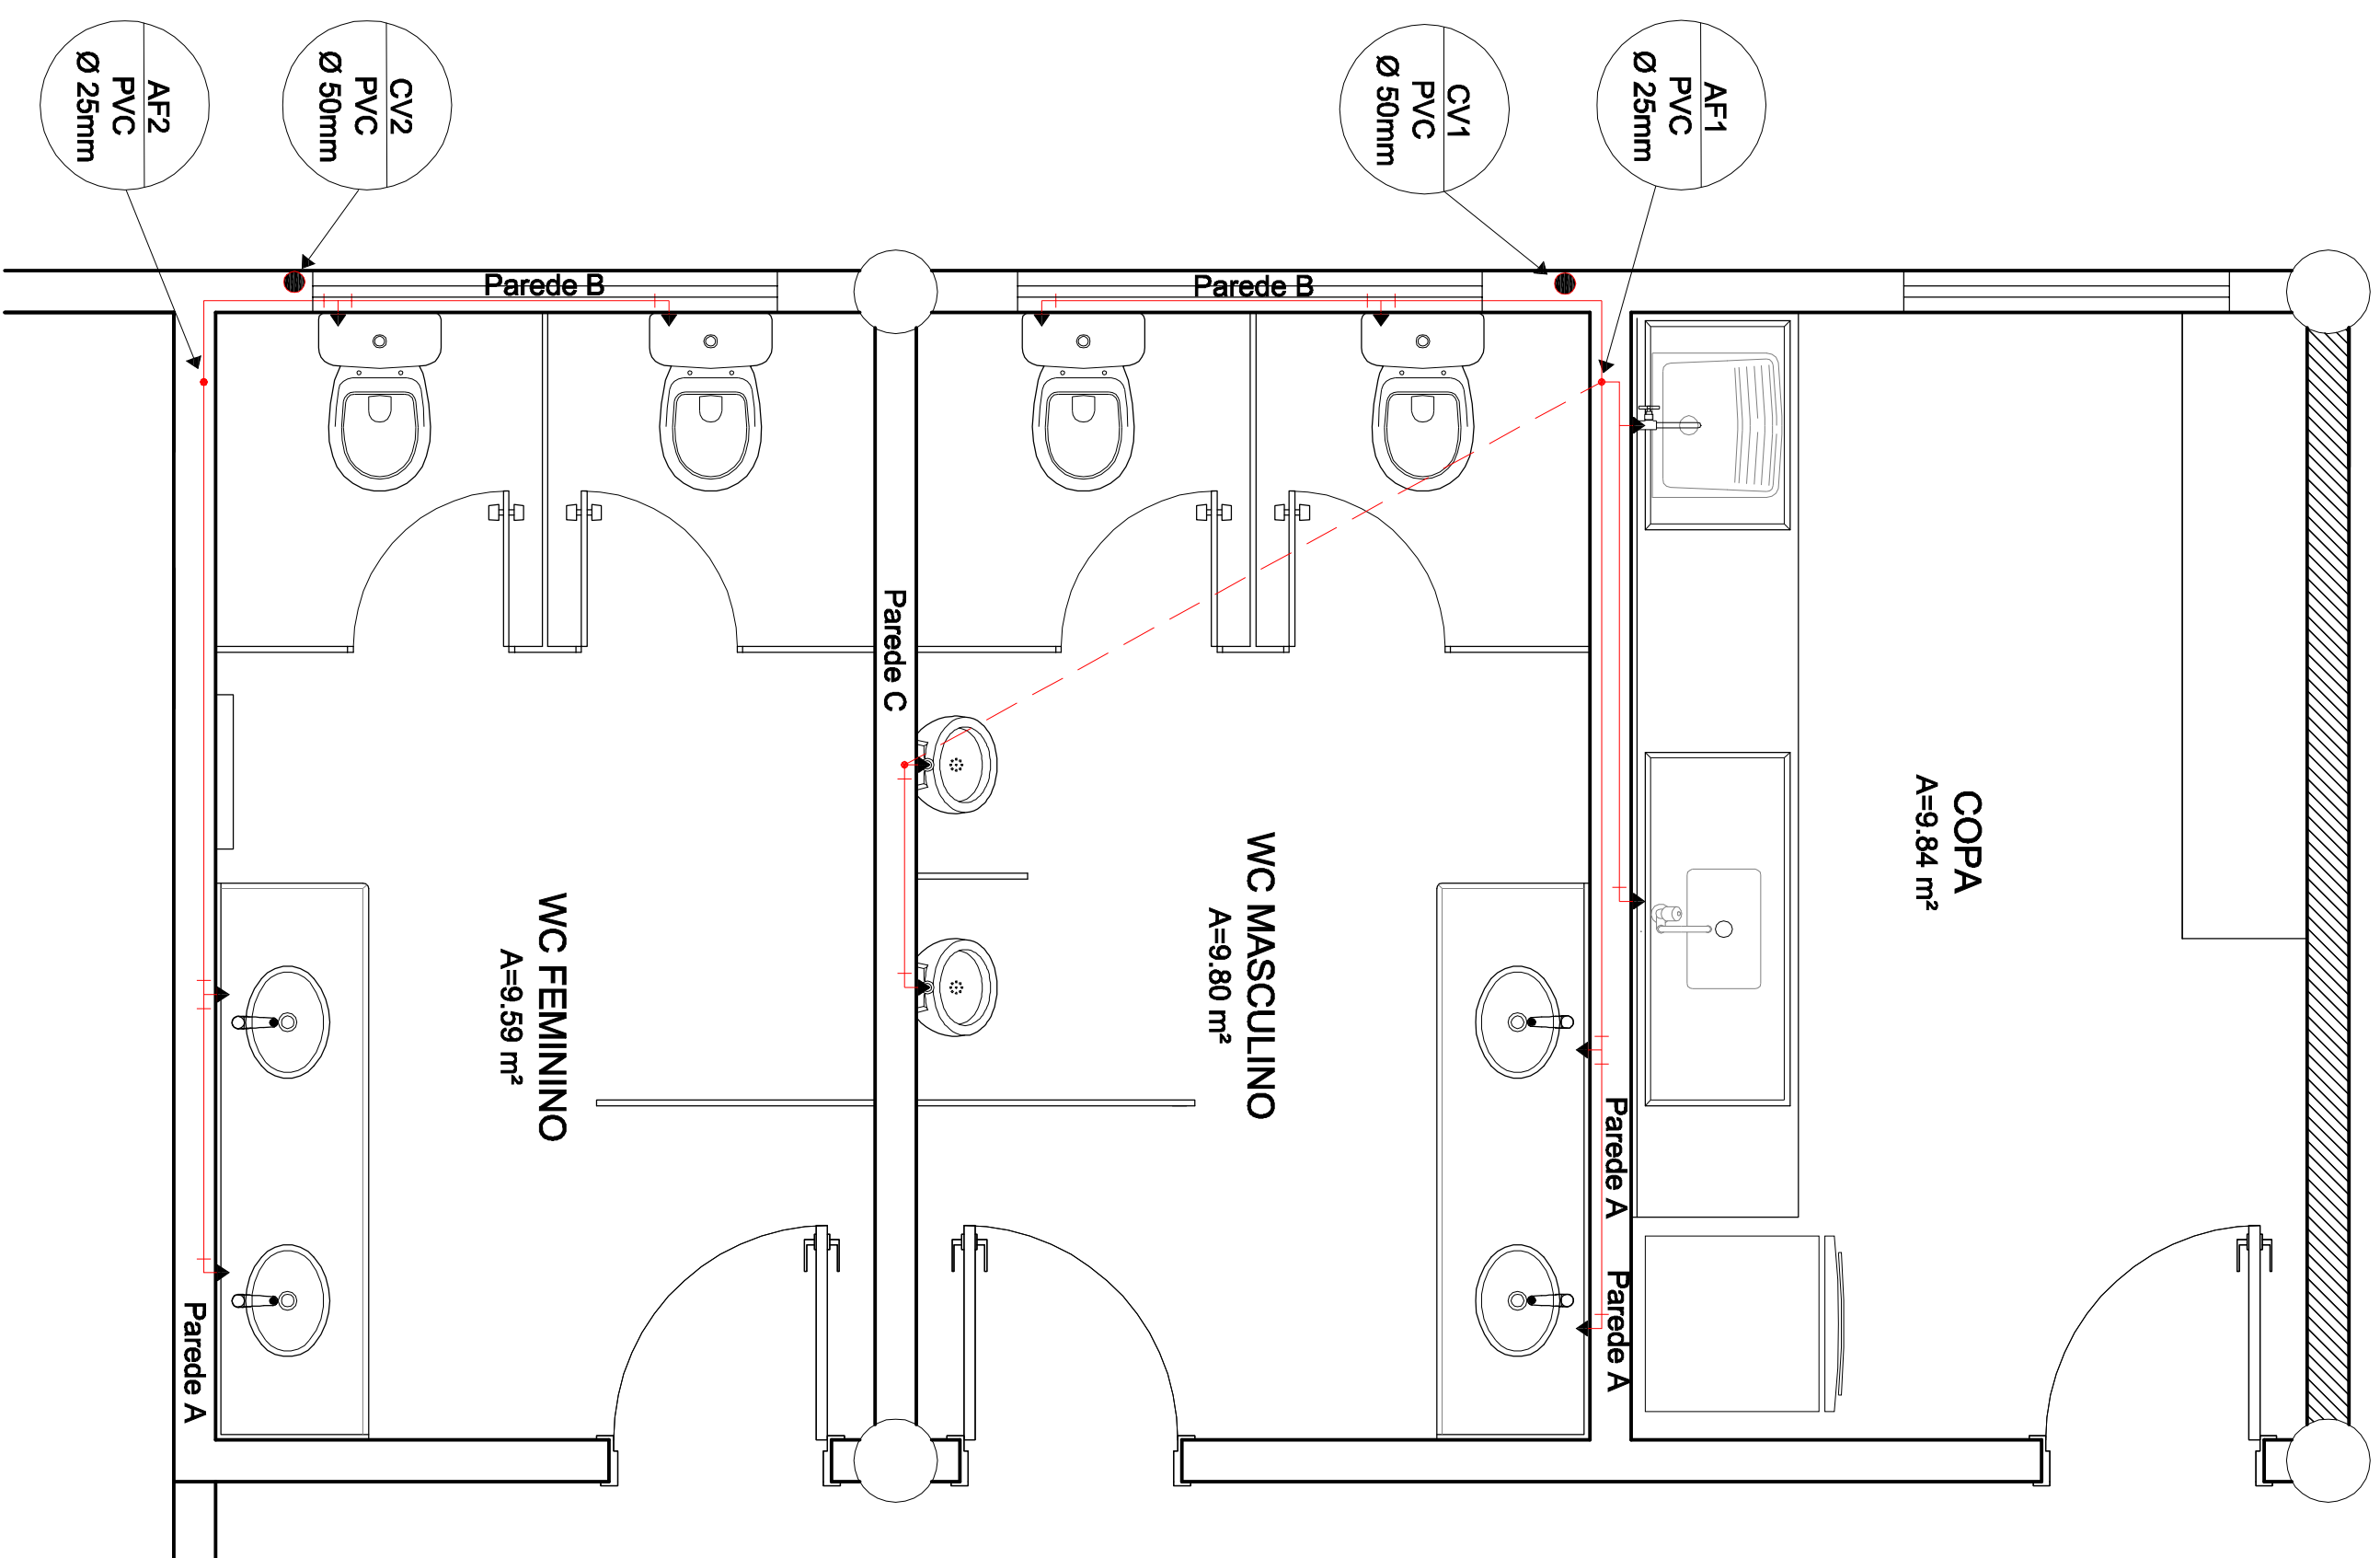 AF2
PVC
Ø 25mm
CV2
PVC
Ø 50mm
CV1
PVC
Ø 50mm
AF1
PVC
Ø 25mm
Parede B
Parede B
Parede C
COPA
A=9.84 m²
WC MASCULINO
A=9.80 m²
WC FEMININO
A=9.59 m²
Parede A
Parede A
Parede A